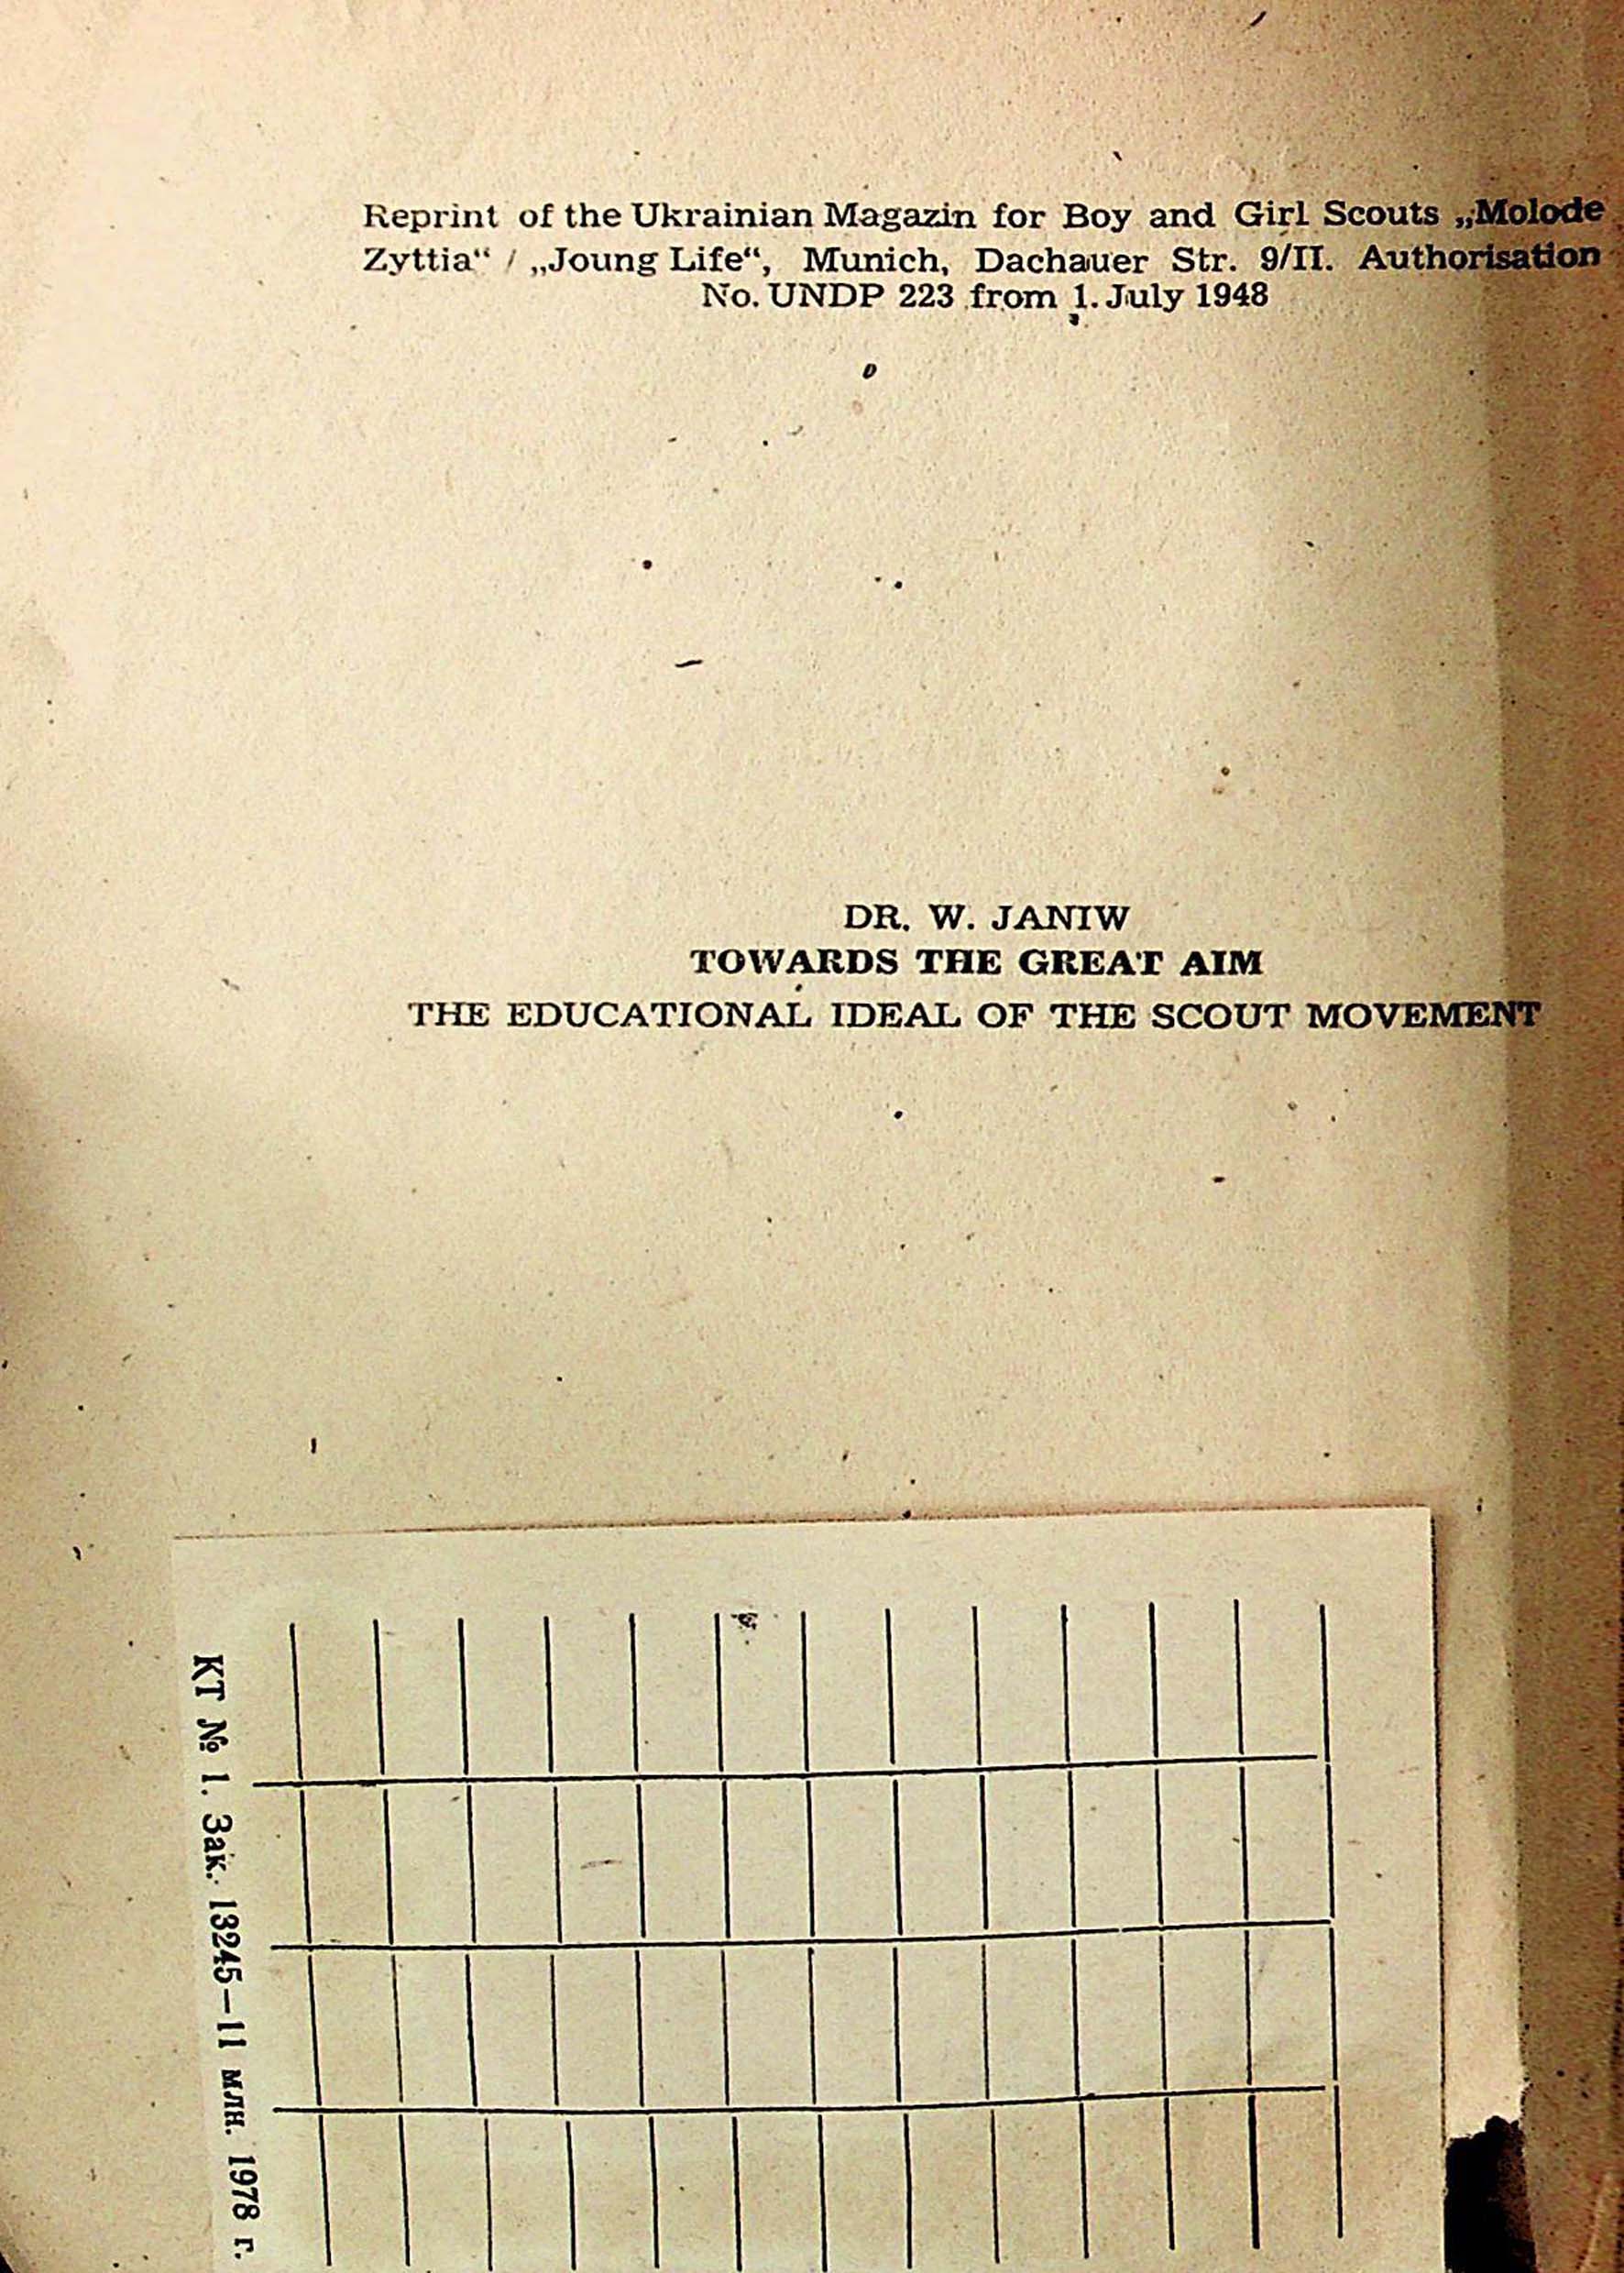 Reprint of the Ukrainian Magazin for Boy and Girl Scouts „Molode
Zyttia“ / „Joung Life“, Munich, Dachauer Str. 9/II. Authorisation
No. UNDP 223 from 1. July 1948
DR. W. JANIW
TOWARDS THE GREAT AIM
THE EDUCATIONAL IDEAL OF THE SCOUT MOVEMENT
КТ № 1. Зак. 13245—11 млн. 1978 г.